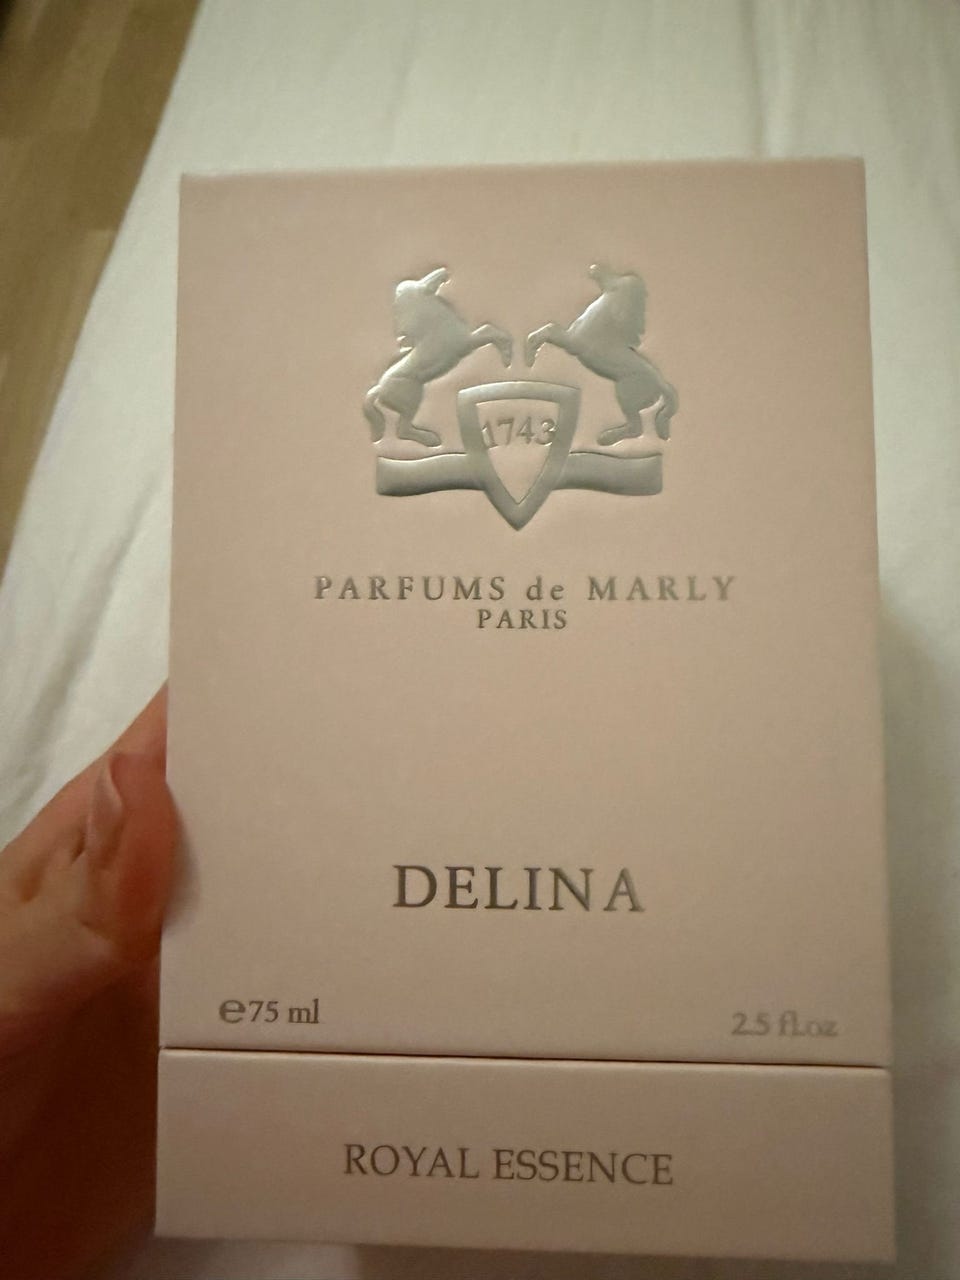 1743
PARFUMS de MARLY
PARIS
DELINA
℮75 ml 2.5 fl.oz
ROYAL ESSENCE